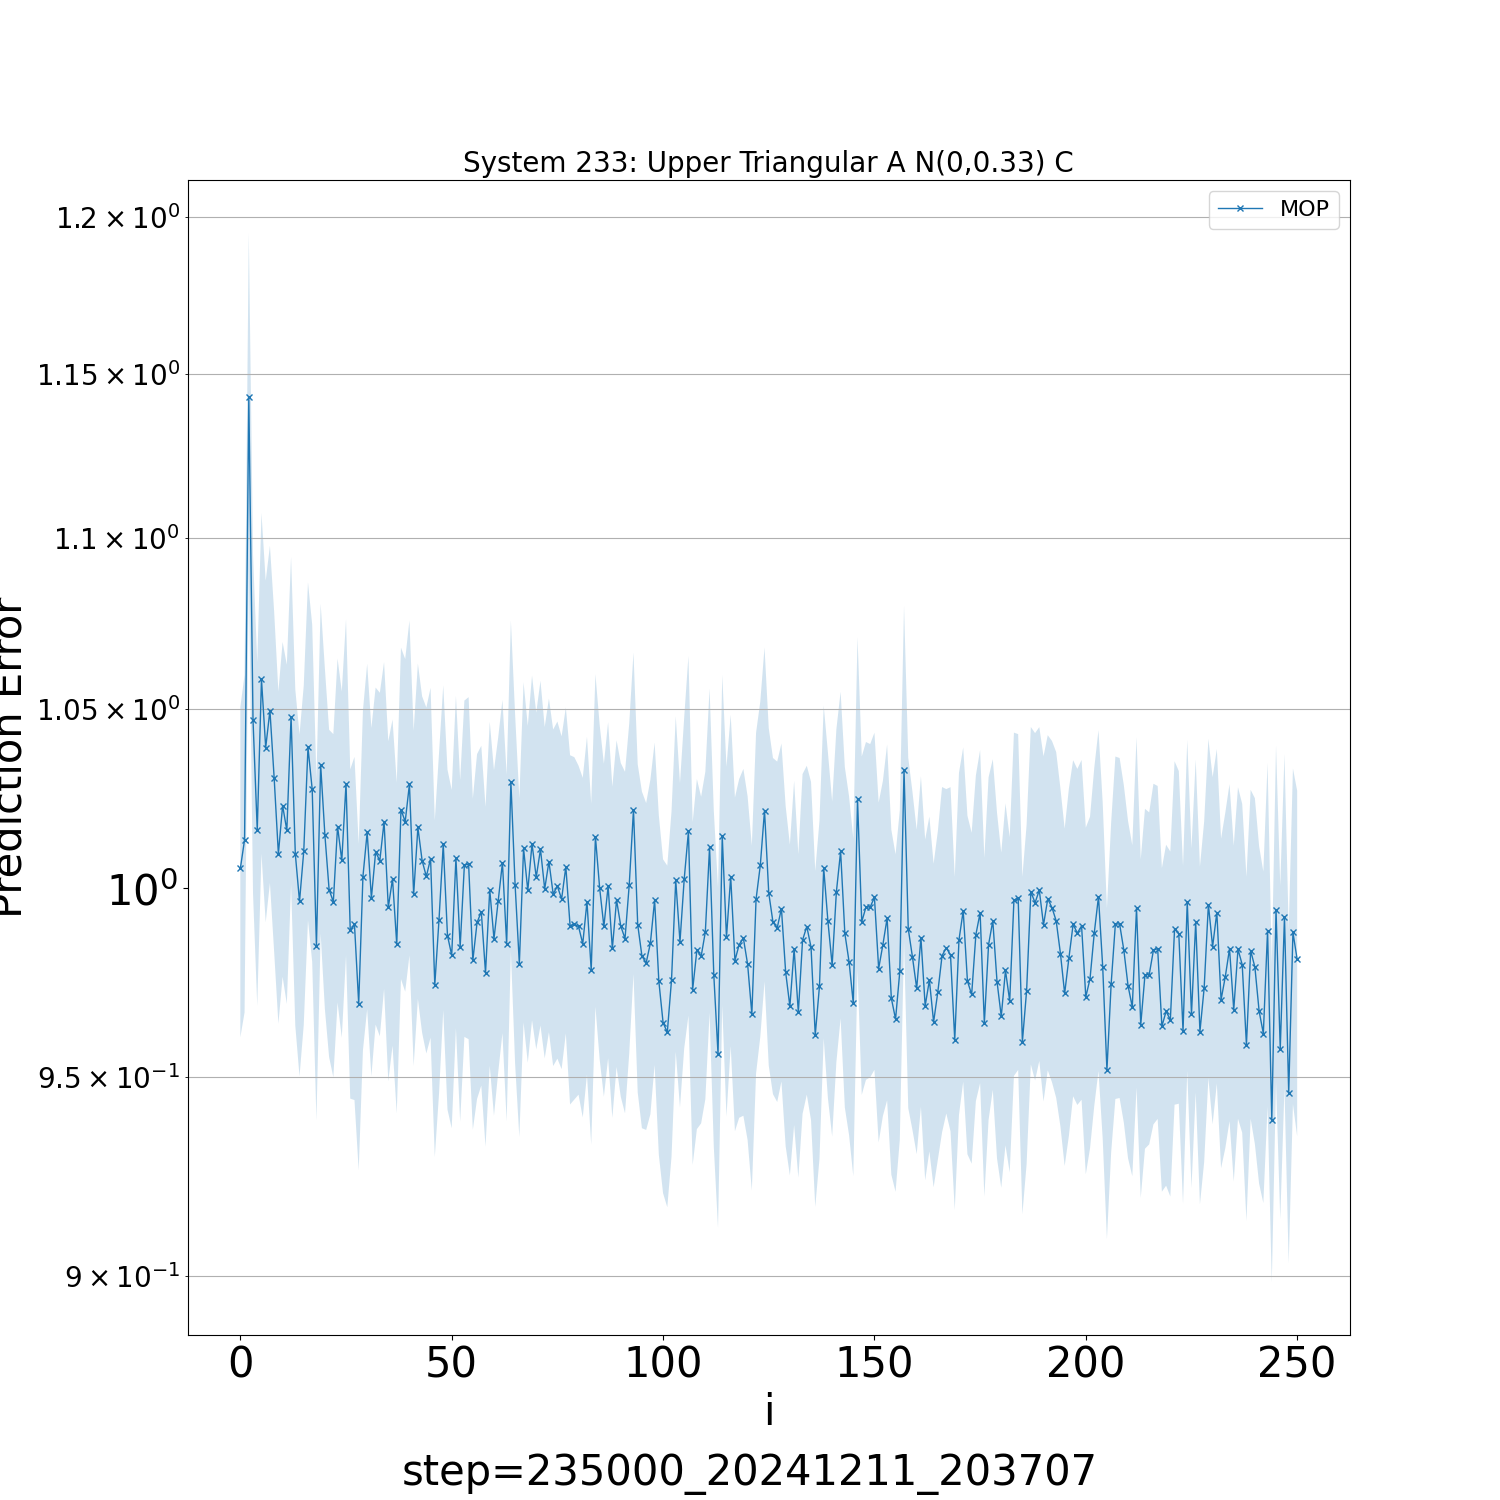 System 233: Upper Triangular A N(0,0.33) C
MOP
1.2 × 10⁰
1.15 × 10⁰
1.1 × 10⁰
1.05 × 10⁰
10⁰
9.5 × 10⁻¹
9 × 10⁻¹
Prediction Error
0 50 100 150 200 250
i
step=235000_20241211_203707